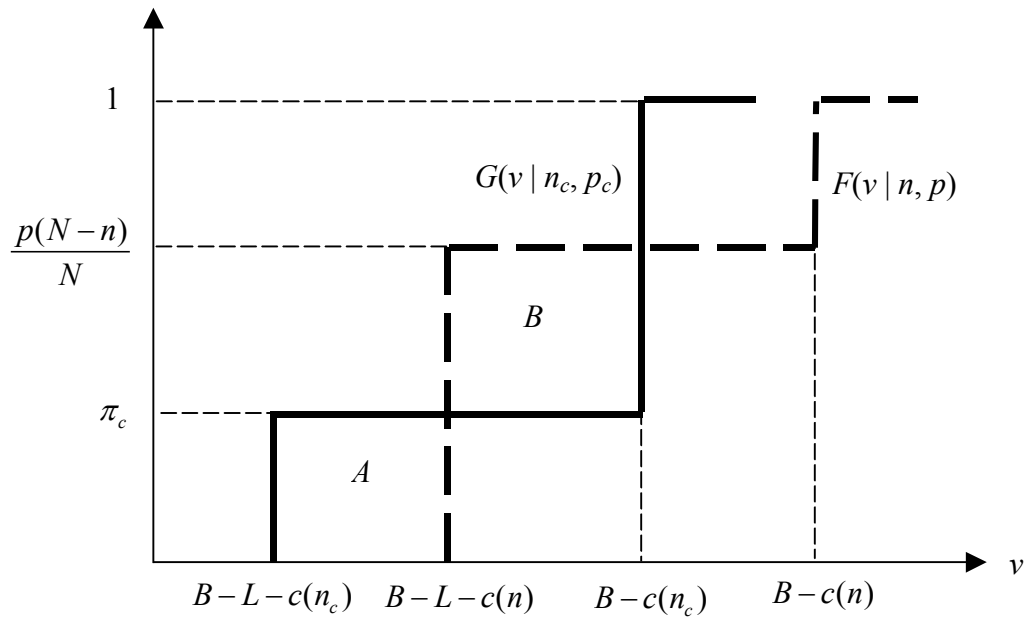 1
G(v | n_c, p_c)
F(v | n, p)
p(N – n)
N
B
π_c
A
B – L – c(n_c)
B – L – c(n)
B – c(n_c)
B – c(n)
v